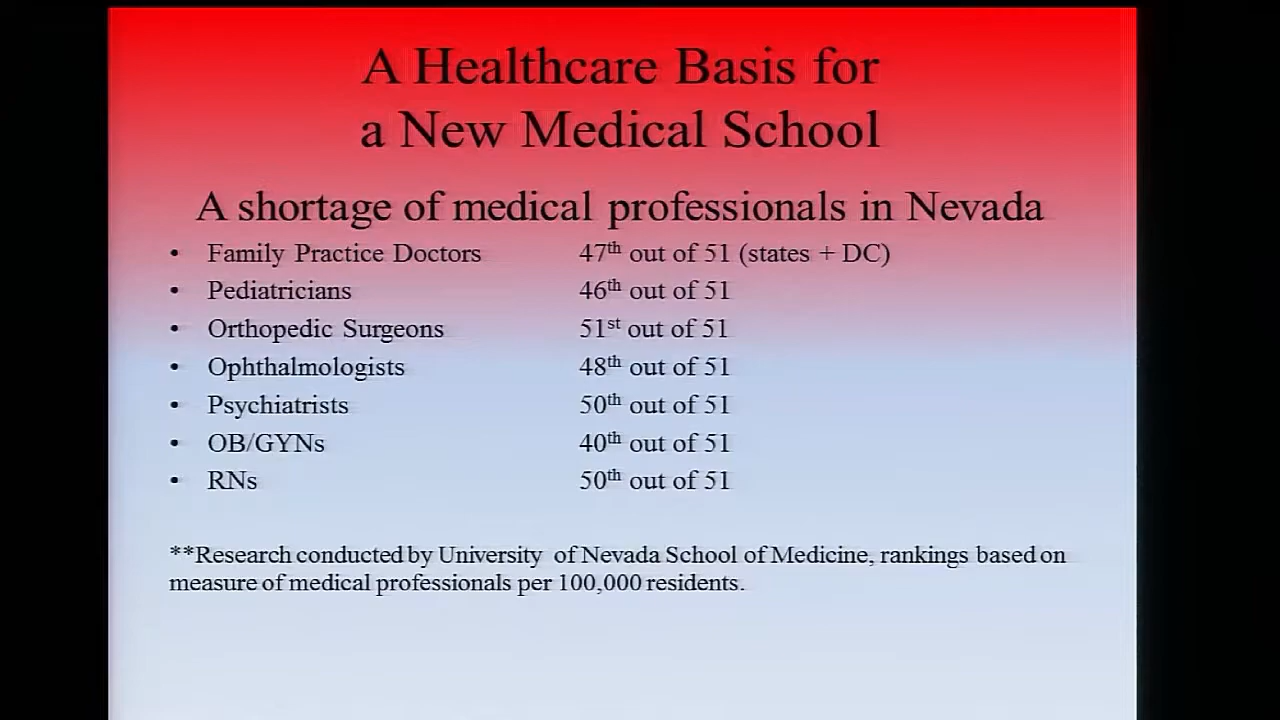 A Healthcare Basis for
a New Medical School
A shortage of medical professionals in Nevada
• Family Practice Doctors 47th out of 51 (states + DC)
• Pediatricians 46th out of 51
• Orthopedic Surgeons 51st out of 51
• Ophthalmologists 48th out of 51
• Psychiatrists 50th out of 51
• OB/GYNs 40th out of 51
• RNs 50th out of 51
**Research conducted by University of Nevada School of Medicine, rankings based on
measure of medical professionals per 100,000 residents.